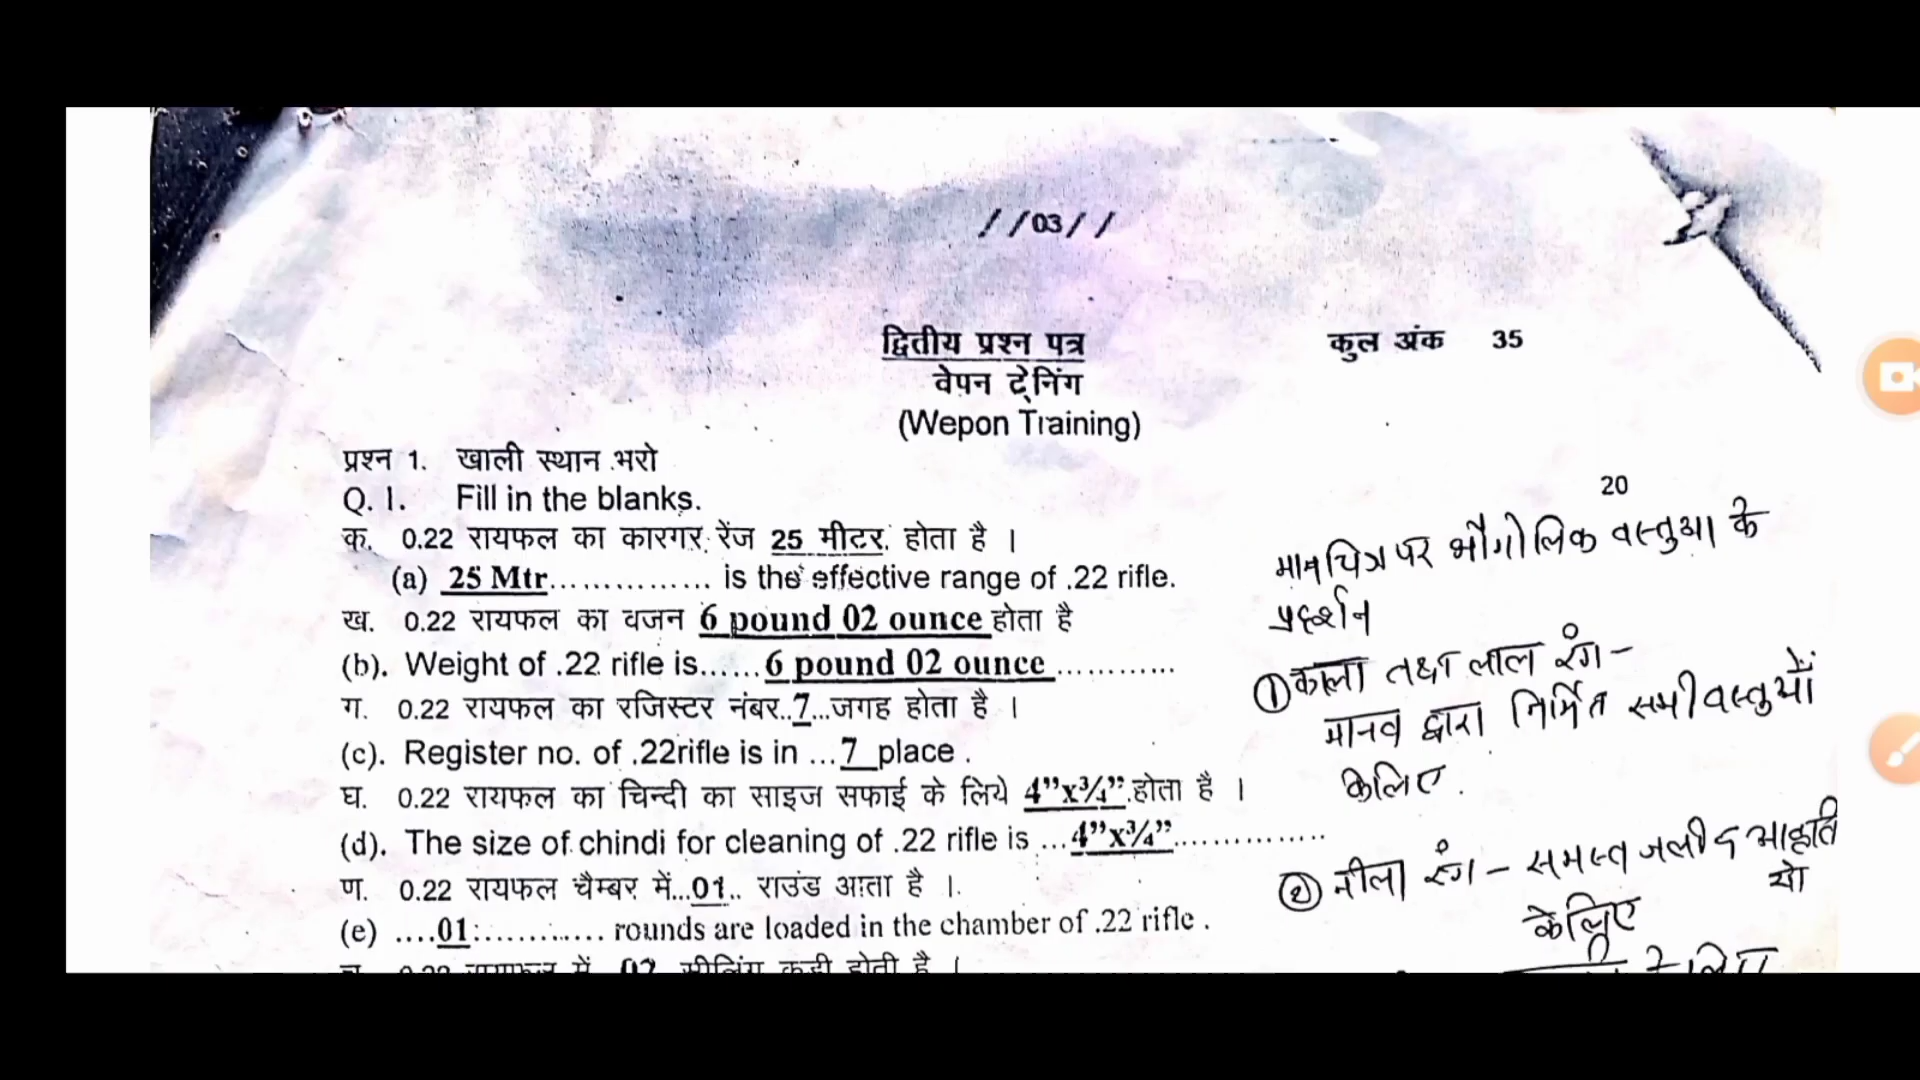 //03//
द्वितीय प्रश्न पत्र कुल अंक 35
वेपन ट्रेनिंग
(Wepon Training)
प्रश्न 1. खाली स्थान भरो
Q. 1. Fill in the blanks. 20
क. 0.22 रायफल का कारगर रेंज 25 मीटर होता है ।
(a) 25 Mtr................ is the effective range of .22 rifle.
ख. 0.22 रायफल का वजन 6 pound 02 ounce होता है
(b). Weight of .22 rifle is......6 pound 02 ounce............
ग. 0.22 रायफल का रजिस्टर नंबर..7...जगह होता है ।
(c). Register no. of .22rifle is in ...7 place .
घ. 0.22 रायफल का चिन्दी का साइज सफाई के लिये 4”x¾”.होता है ।
(d). The size of chindi for cleaning of .22 rifle is ...4”x¾”..............
ण. 0.22 रायफल चैम्बर में...01.. राउंड आता है ।
(e) ....01............. rounds are loaded in the chamber of .22 rifle .
मानचित्र पर भौगोलिक वस्तुओ के
प्रदर्शन
① काला तथा लाल रंग-
मानव द्वारा निर्मित सभी वस्तुओं
केलिए.
② नीला रंग - समस्त जलीय आकृति
यो
केलिए